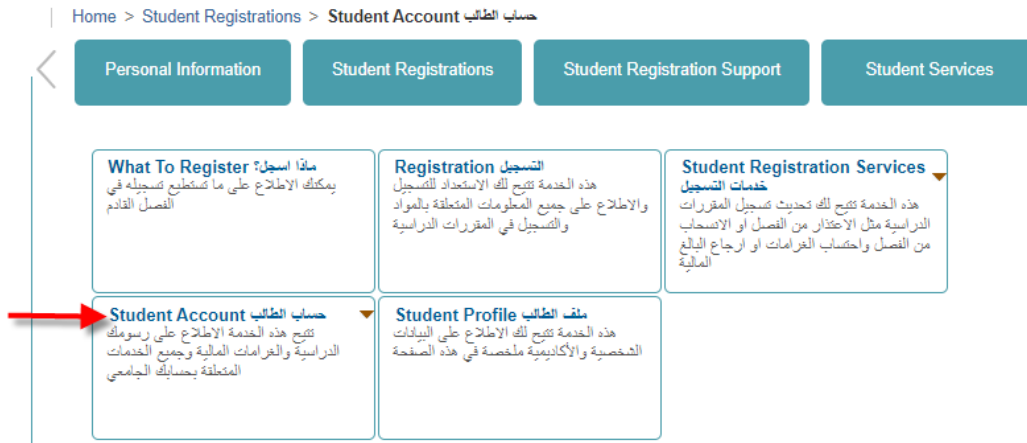 Home > Student Registrations > Student Account حساب الطالب
Personal Information
Student Registrations
Student Registration Support
Student Services
What To Register ماذا اسجل؟
يمكنك الاطلاع على ما تستطيع تسجيله في
الفصل القادم
Registration التسجيل
هذه الخدمة تتيح لك الاستعداد للتسجيل
والاطلاع على جميع المعلومات المتعلقة بالمواد
والتسجيل في المقررات الدراسية
Student Registration Services
خدمات التسجيل
هذه الخدمة تتيح لك تحديث تسجيل المقررات
الدراسية مثل الاعتذار من الفصل أو الانسحاب
من الفصل واحتساب الغرامات او ارجاع البالغ
المالية
Student Account حساب الطالب
تتيح هذه الخدمة الاطلاع على رسومك
الدراسية والغرامات المالية وجميع الخدمات
المتعلقة بحسابك الجامعي
Student Profile ملف الطالب
هذه الخدمة تتيح لك الاطلاع على البيانات
الشخصية والأكاديمية ملخصة في هذه الصفحة